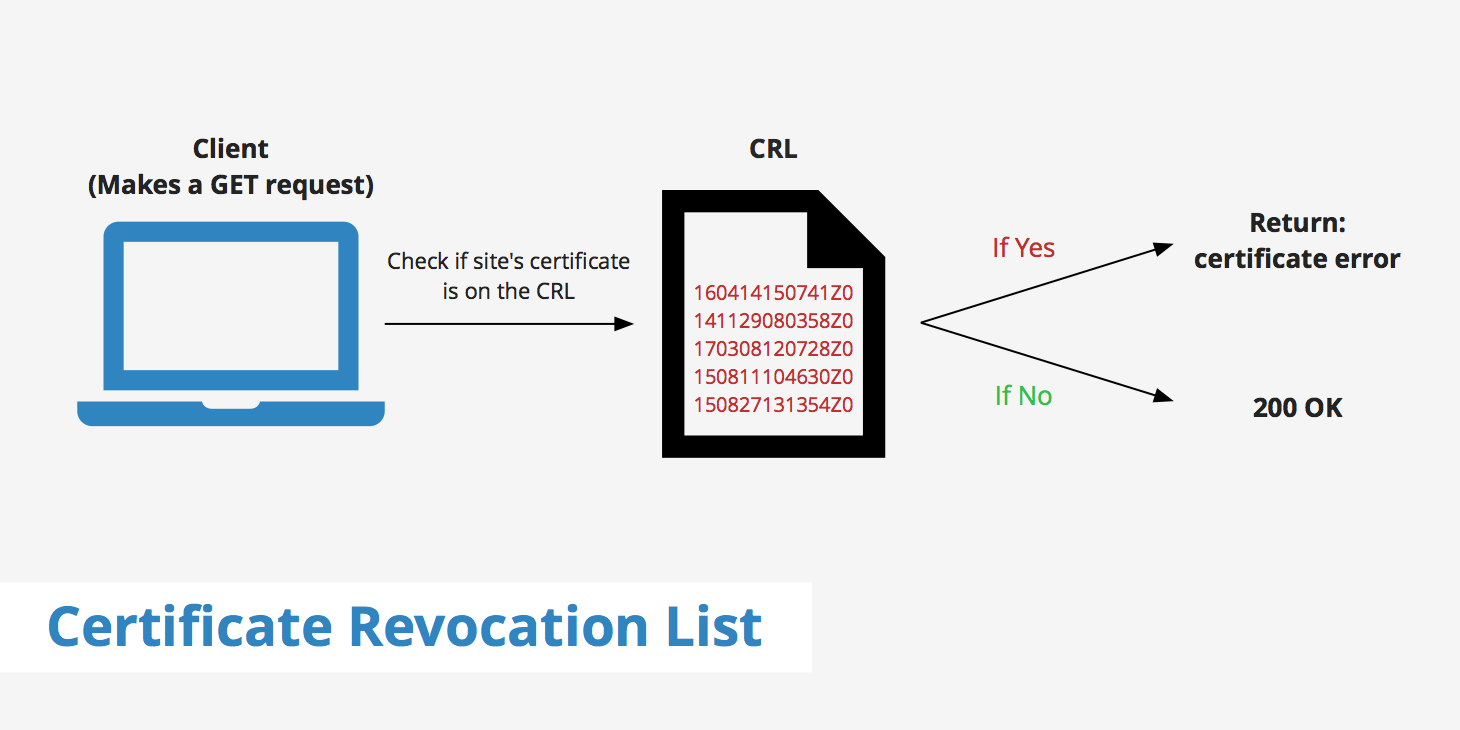 Client
(Makes a GET request)
Check if site's certificate
is on the CRL
CRL
160414150741Z0
141129080358Z0
170308120728Z0
150811104630Z0
150827131354Z0
If Yes
Return:
certificate error
If No
200 OK
Certificate Revocation List